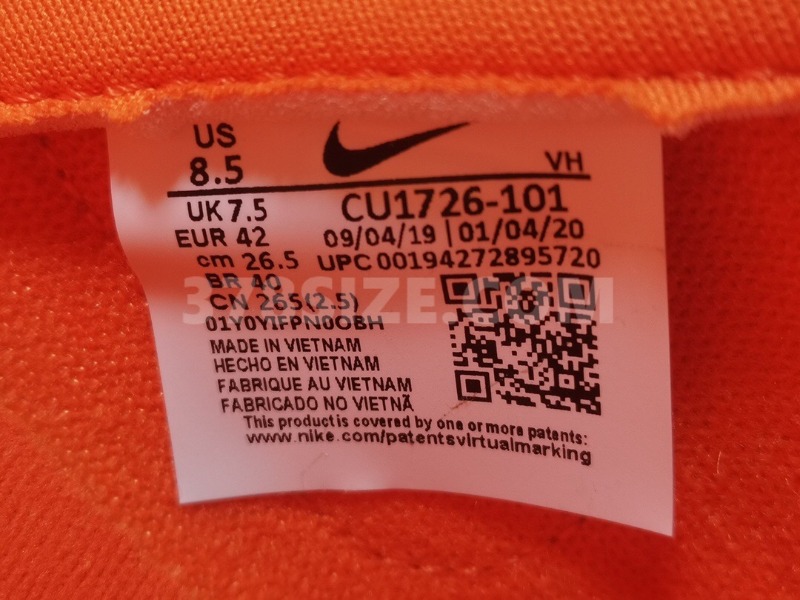 US
8.5
VH
UK 7.5
CU1726-101
EUR 42
09/04/19 | 01/04/20
cm 26.5
UPC 00194272895720
BR 40
CN 265(2.5)
378SIZE.COM
01Y0YIFPN0OBH
MADE IN VIETNAM
HECHO EN VIETNAM
FABRIQUE AU VIETNAM
FABRICADO NO VIETNÃ
This product is covered by one or more patents:
www.nike.com/patentsvirtualmarking